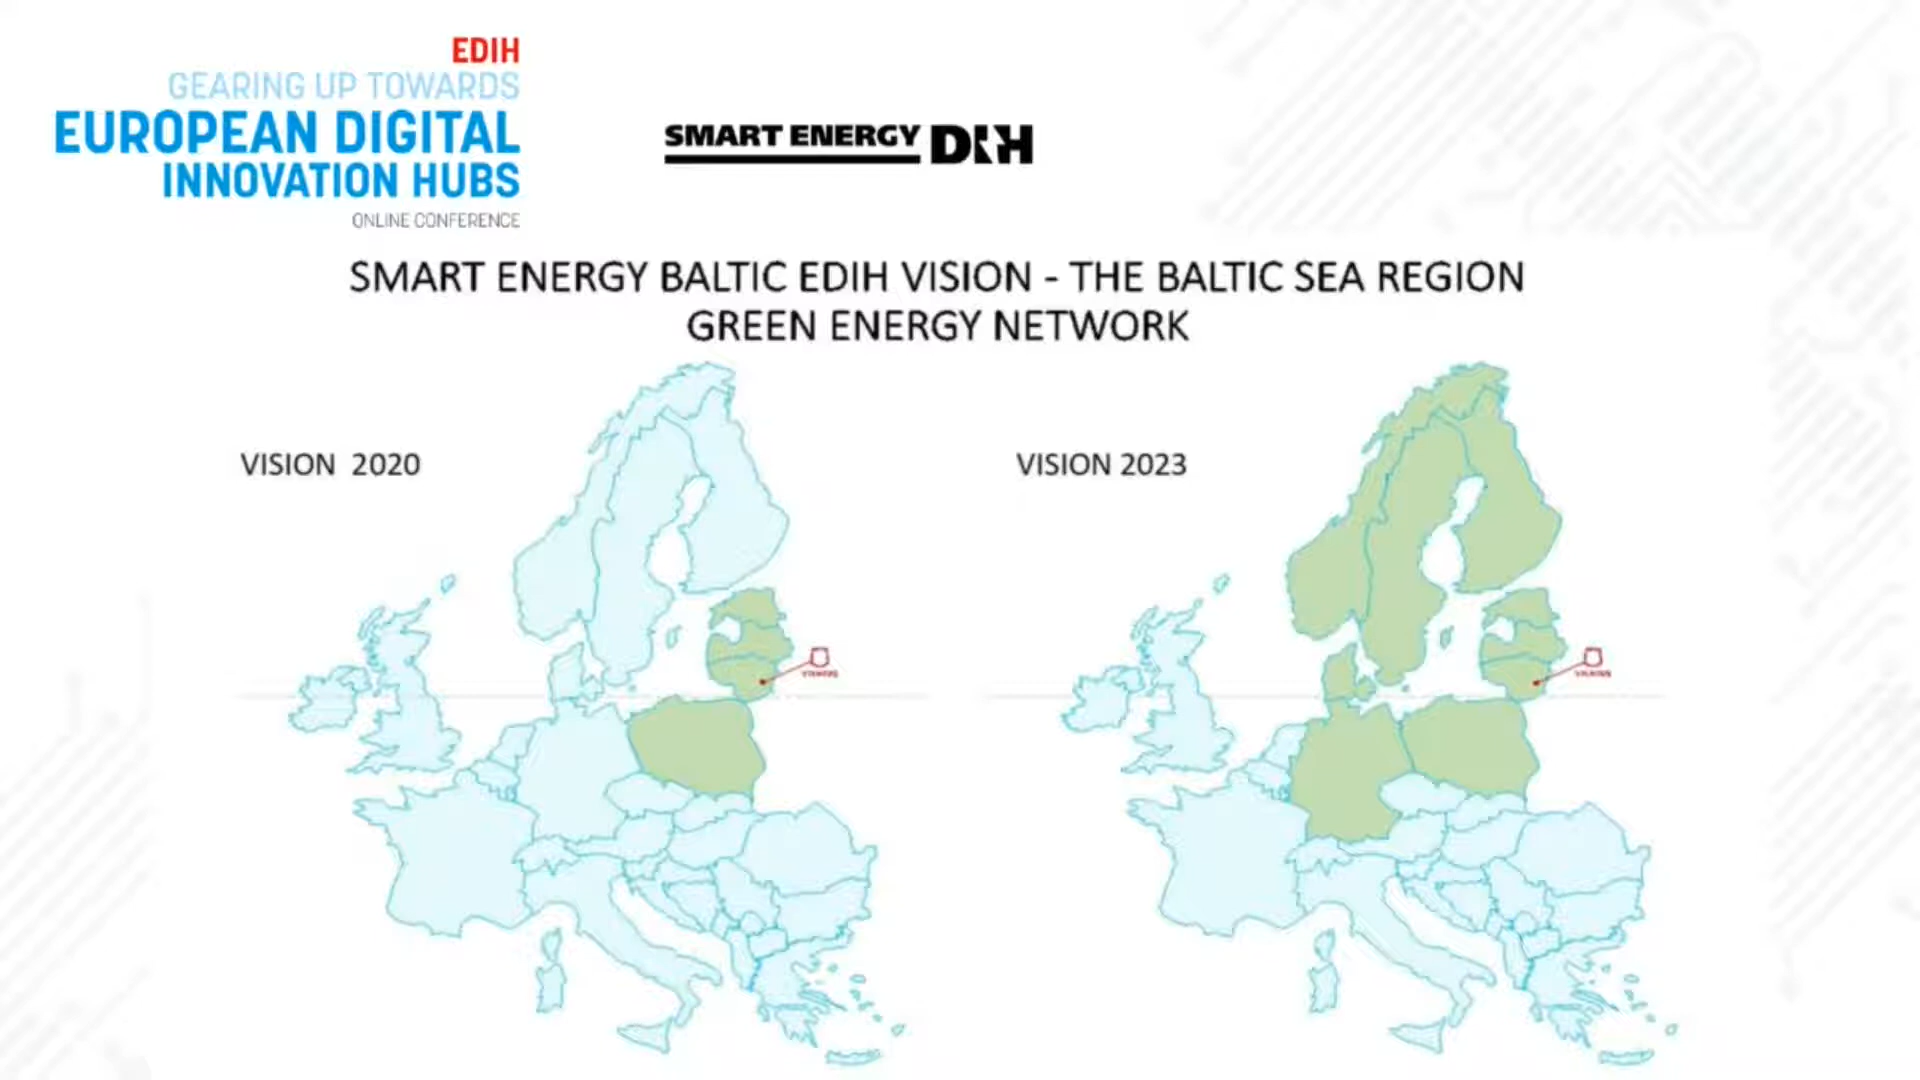 EDIH
GEARING UP TOWARDS
EUROPEAN DIGITAL
INNOVATION HUBS
ONLINE CONFERENCE
SMART ENERGY DIH
SMART ENERGY BALTIC EDIH VISION - THE BALTIC SEA REGION
GREEN ENERGY NETWORK
VISION 2020
VISION 2023